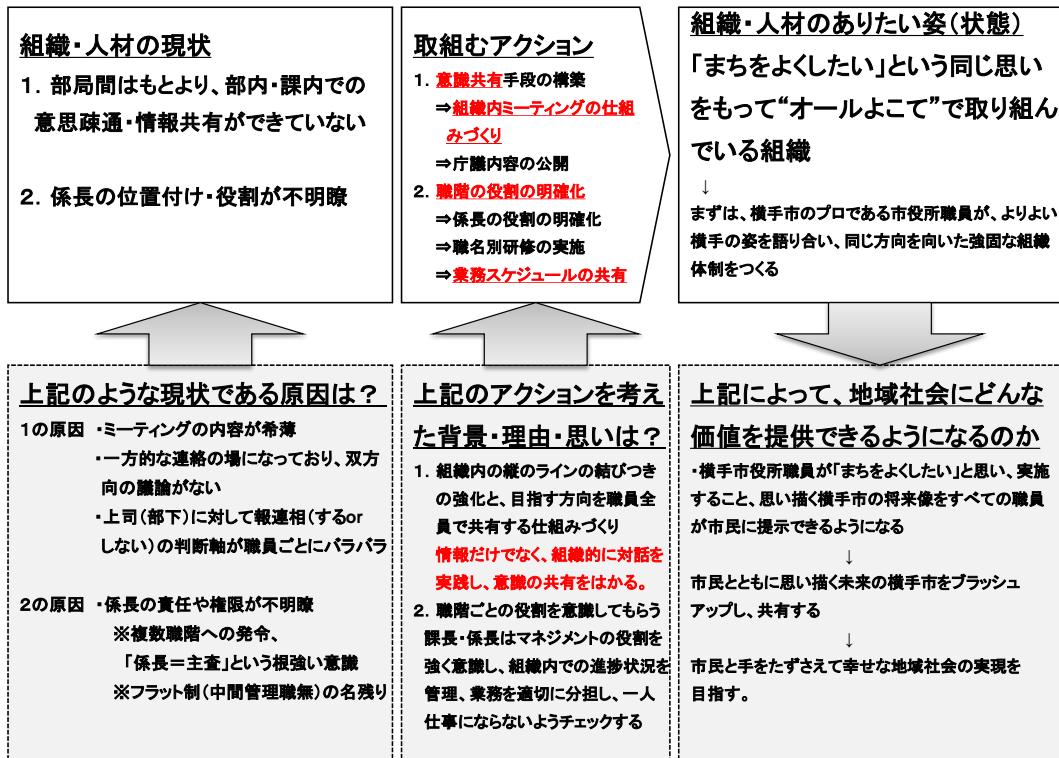 組織・人材の現状
1．部局間はもとより、部内・課内での
意思疎通・情報共有ができていない
2．係長の位置付け・役割が不明瞭
取組むアクション
1．意識共有手段の構築
⇒組織内ミーティングの仕組
みづくり
⇒庁議内容の公開
2．職階の役割の明確化
⇒係長の役割の明確化
⇒職名別研修の実施
⇒業務スケジュールの共有
組織・人材のありたい姿（状態）
「まちをよくしたい」という同じ思い
をもって“オールよこて”で取り組ん
でいる組織
↓
まずは、横手市のプロである市役所職員が、よりよい
横手の姿を語り合い、同じ方向を向いた強固な組織
体制をつくる
上記のような現状である原因は？
1の原因 ・ミーティングの内容が希薄
・一方的な連絡の場になっており、双方
向の議論がない
・上司（部下）に対して報連相（するor
しない）の判断軸が職員ごとにバラバラ
2の原因 ・係長の責任や権限が不明瞭
※複数職階への発令、
「係長＝主査」という根強い意識
※フラット制（中間管理職無）の名残り
上記のアクションを考え
た背景・理由・思いは？
1．組織内の縦のラインの結びつき
の強化と、目指す方向を職員全
員で共有する仕組みづくり
情報だけでなく、組織的に対話を
実践し、意識の共有をはかる。
2．職階ごとの役割を意識してもらう
課長・係長はマネジメントの役割を
強く意識し、組織内での進捗状況を
管理、業務を適切に分担し、一人
仕事にならないようチェックする
上記によって、地域社会にどんな
価値を提供できるようになるのか
・横手市役所職員が「まちをよくしたい」と思い、実施
すること、思い描く横手市の将来像をすべての職員
が市民に提示できるようになる
↓
市民とともに思い描く未来の横手市をブラッシュ
アップし、共有する
↓
市民と手をたずさえて幸せな地域社会の実現を
目指す。